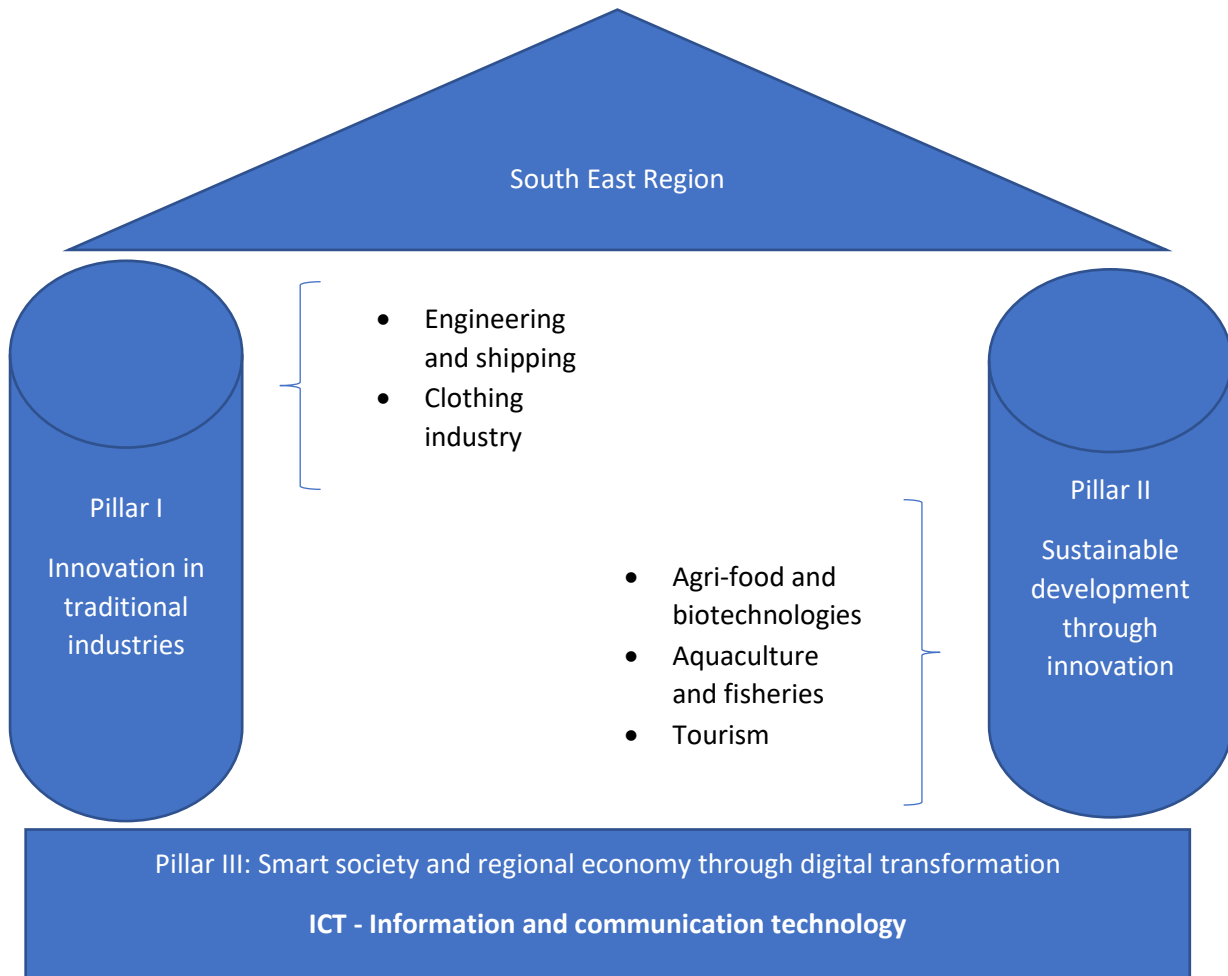 South East Region
• Engineering
and shipping
• Clothing
industry
Pillar I
Innovation in
traditional
industries
Pillar II
Sustainable
development
through
innovation
• Agri-food and
biotechnologies
• Aquaculture
and fisheries
• Tourism
Pillar III: Smart society and regional economy through digital transformation
ICT - Information and communication technology